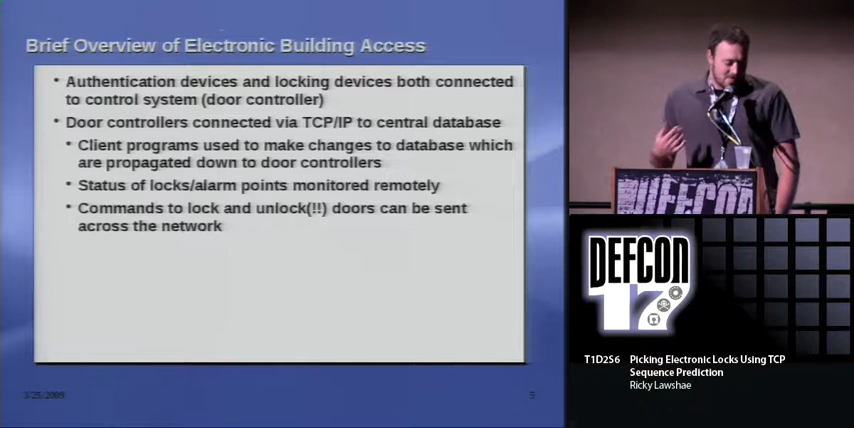 Brief Overview of Electronic Building Access
• Authentication devices and locking devices both connected
to control system (door controller)
• Door controllers connected via TCP/IP to central database
• Client programs used to make changes to database which
are propagated down to door controllers
• Status of locks/alarm points monitored remotely
• Commands to lock and unlock(!!) doors can be sent
across the network
3/25/2009
5
DEFCON
DEFCON
17
T1D2S6 Picking Electronic Locks Using TCP
Sequence Prediction
Ricky Lawshae